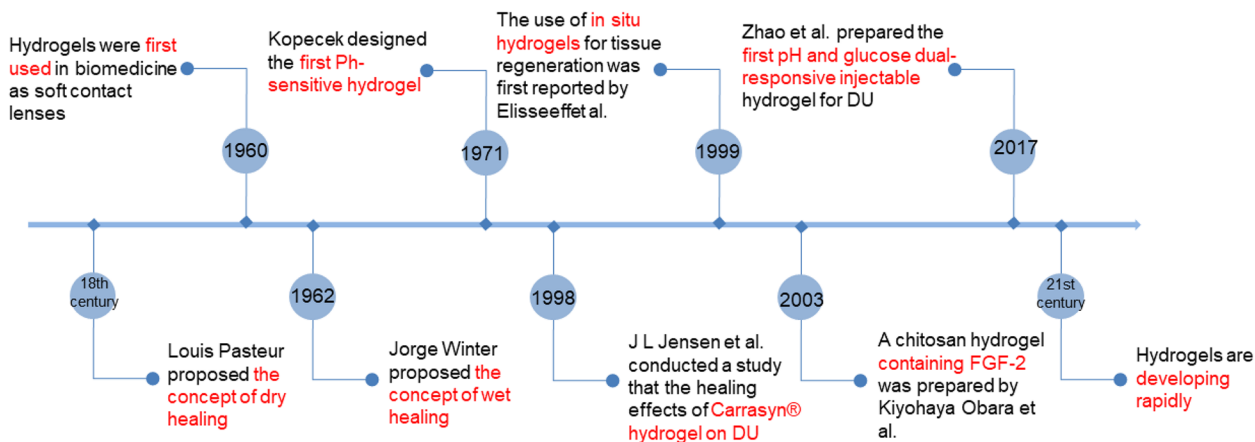 Hydrogels were first
used in biomedicine
as soft contact
lenses
1960
Kopecek designed
the first Ph-
sensitive hydrogel
1971
The use of in situ
hydrogels for tissue
regeneration was
first reported by
Elisseeffet al.
1999
Zhao et al. prepared the
first pH and glucose dual-
responsive injectable
hydrogel for DU
2017
18th
century
Louis Pasteur
proposed the
concept of dry
healing
1962
Jorge Winter
proposed the
concept of wet
healing
1998
J L Jensen et al.
conducted a study
that the healing
effects of Carrasyn®
hydrogel on DU
2003
A chitosan hydrogel
containing FGF-2
was prepared by
Kiyohaya Obara et
al.
21st
century
Hydrogels are
developing
rapidly